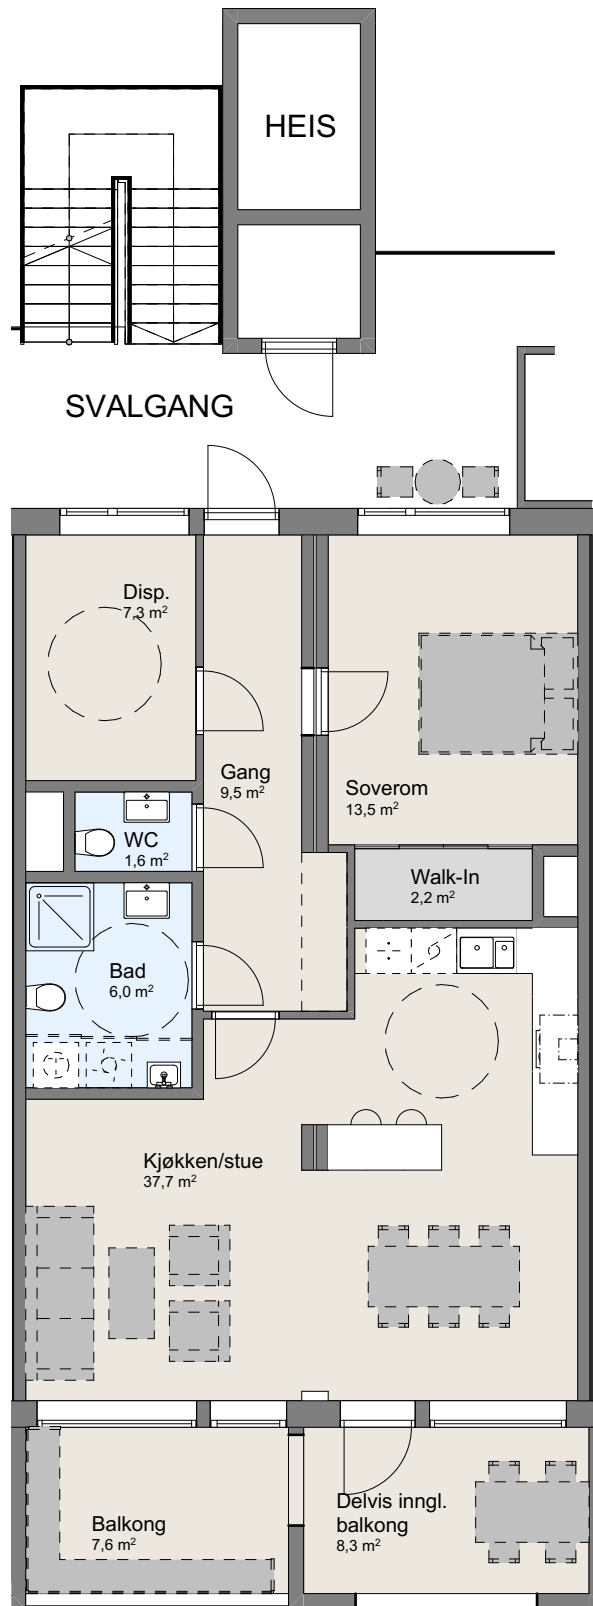 HEIS
SVALGANG
Disp.
7,3 m²
Gang
9,5 m²
Soverom
13,5 m²
WC
1,6 m²
Walk-In
2,2 m²
Bad
6,0 m²
Kjøkken/stue
37,7 m²
Balkong
7,6 m²
Delvis inngl.
balkong
8,3 m²